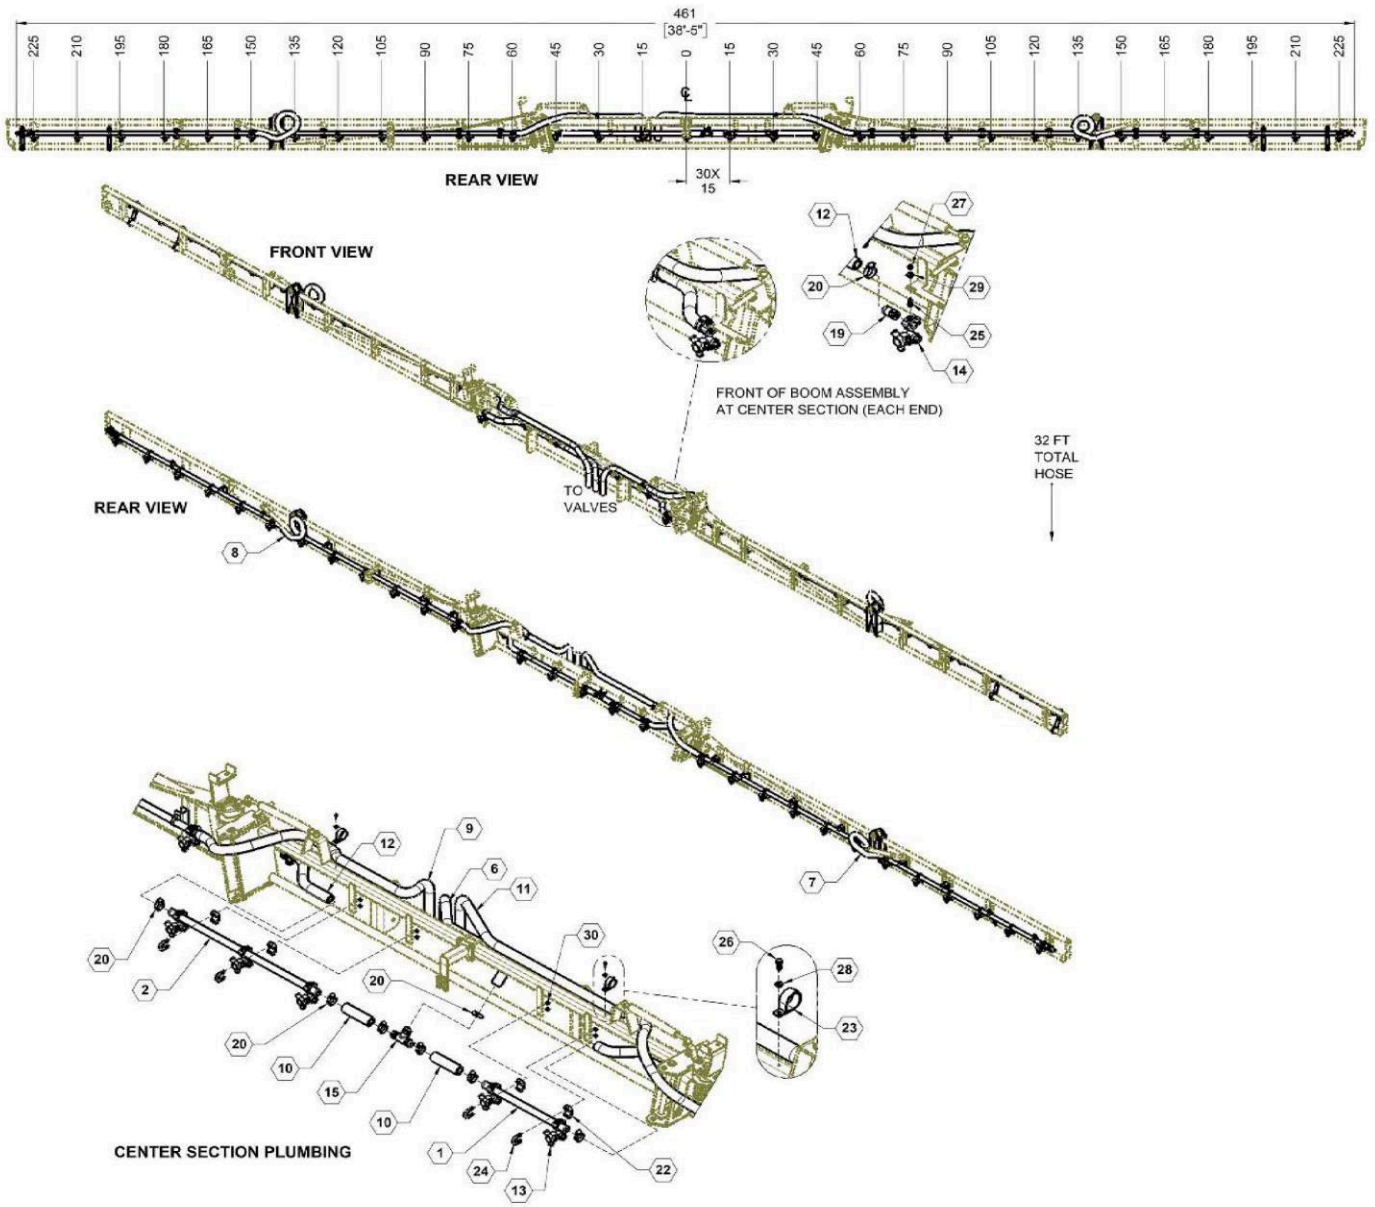 461
[38'-5"]
225 210 195 180 165 150 135 120 105 90 75 60 45 30 15 0 15 30 45 60 75 90 105 120 135 150 165 180 195 210 225
℄
REAR VIEW
30X
15
FRONT VIEW
12
27
20
29
19
25
14
FRONT OF BOOM ASSEMBLY
AT CENTER SECTION (EACH END)
32 FT
TOTAL
HOSE
TO
VALVES
REAR VIEW
8
7
9
12
6
11
20
2
30
26
28
23
20
20
10
15
10
1
24
13
22
CENTER SECTION PLUMBING